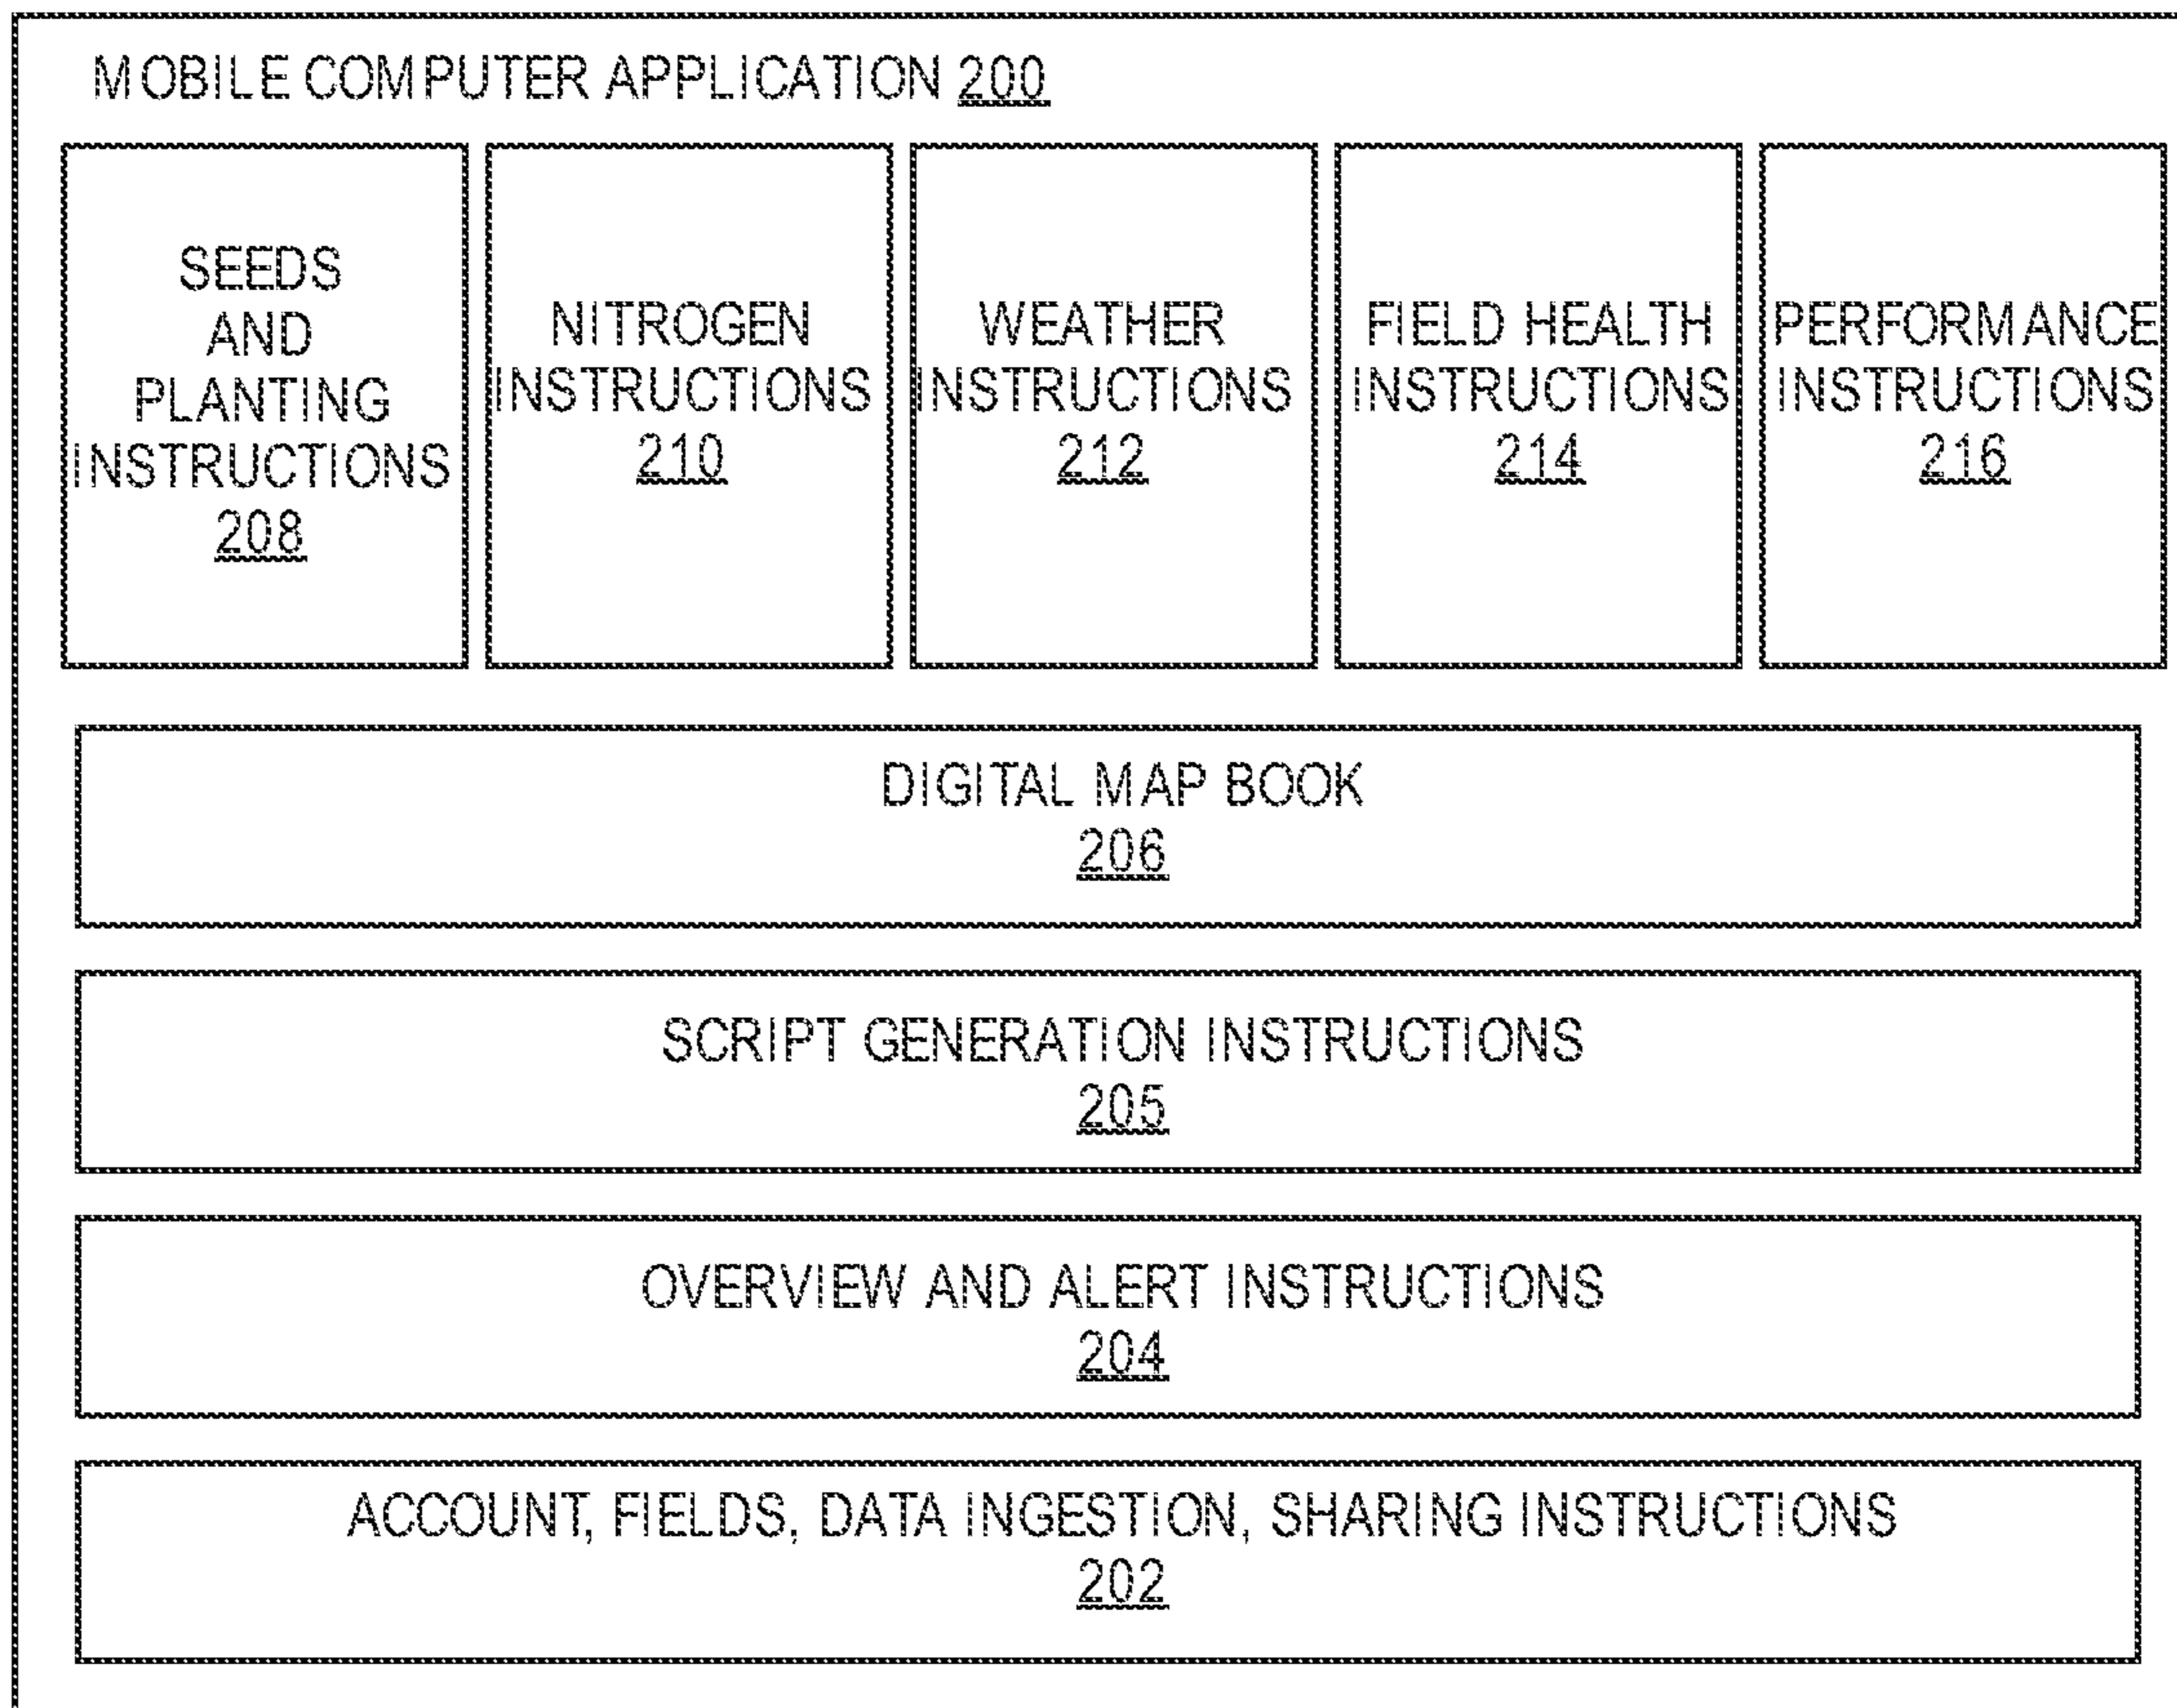 MOBILE COMPUTER APPLICATION 200
SEEDS
AND
PLANTING
INSTRUCTIONS
208
NITROGEN
INSTRUCTIONS
210
WEATHER
INSTRUCTIONS
212
FIELD HEALTH
INSTRUCTIONS
214
PERFORMANCE
INSTRUCTIONS
216
DIGITAL MAP BOOK
206
SCRIPT GENERATION INSTRUCTIONS
205
OVERVIEW AND ALERT INSTRUCTIONS
204
ACCOUNT, FIELDS, DATA INGESTION, SHARING INSTRUCTIONS
202